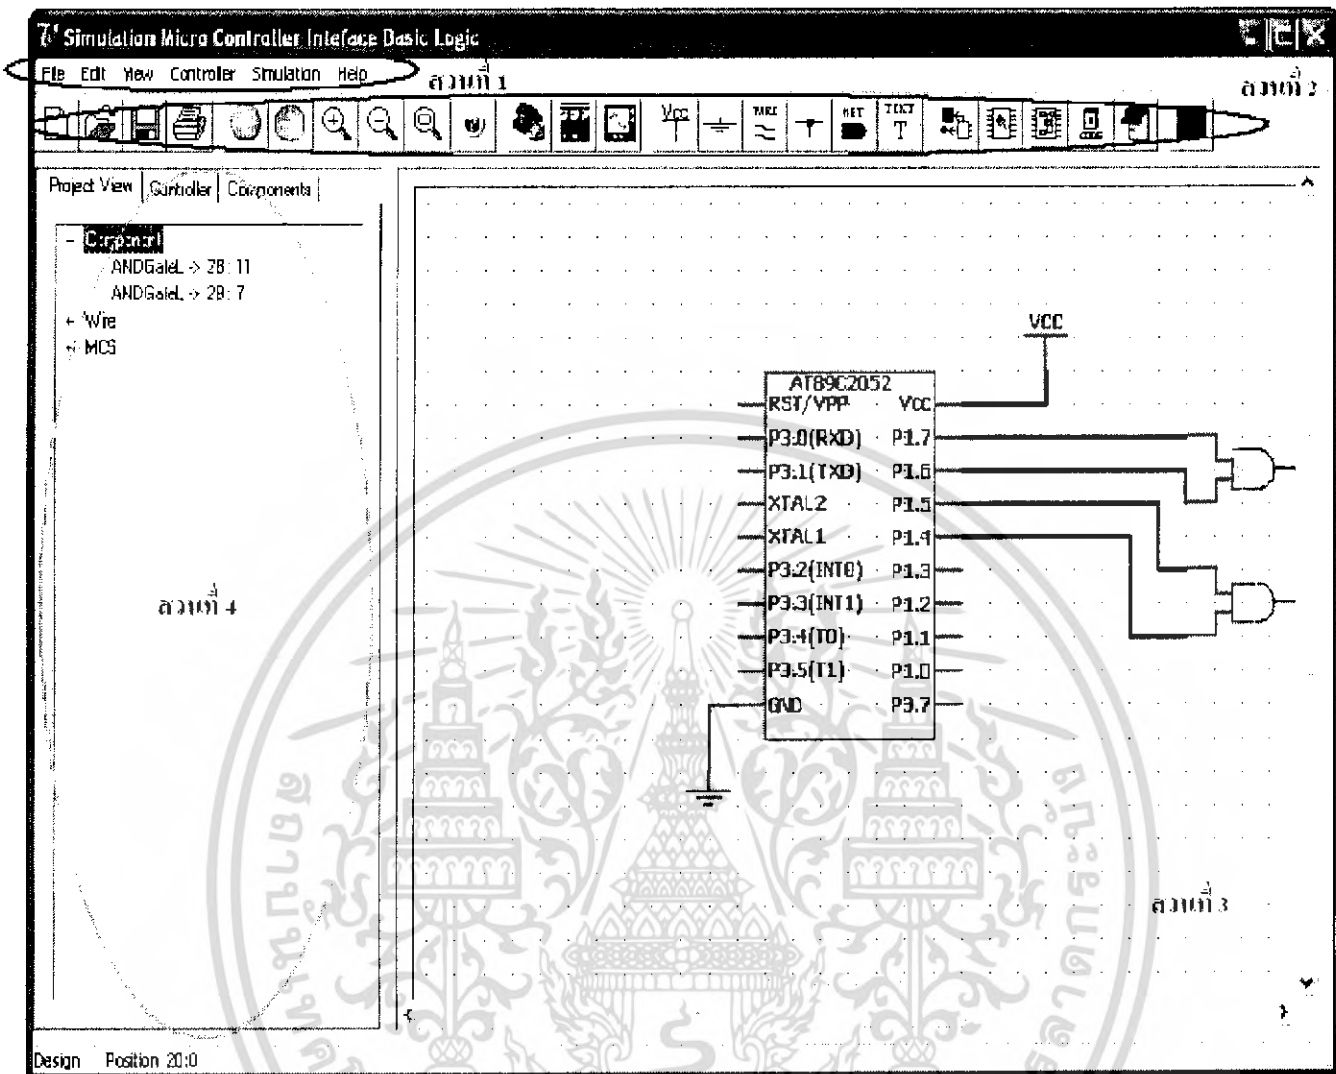 Simulation Micro Controller Inteface Basic Logic
File Edit View Controller Simulation Help
ส่วนที่ 1
ส่วนที่ 2
Vcc WIRE NET TEXT
T
Project View Controller Components
- Component
ANDGateL -> 28 : 11
ANDGateL -> 28 : 7
+ Wire
+ MCS
VCC
AT89C2052
RST/VPP VCC
P3.0(RXD) P1.7
P3.1(TXD) P1.6
XTAL2 P1.5
XTAL1 P1.4
P3.2(INT0) P1.3
P3.3(INT1) P1.2
P3.4(T0) P1.1
P3.5(T1) P1.0
GND P3.7
ส่วนที่ 4
ส่วนที่ 3
Design Position 20:0